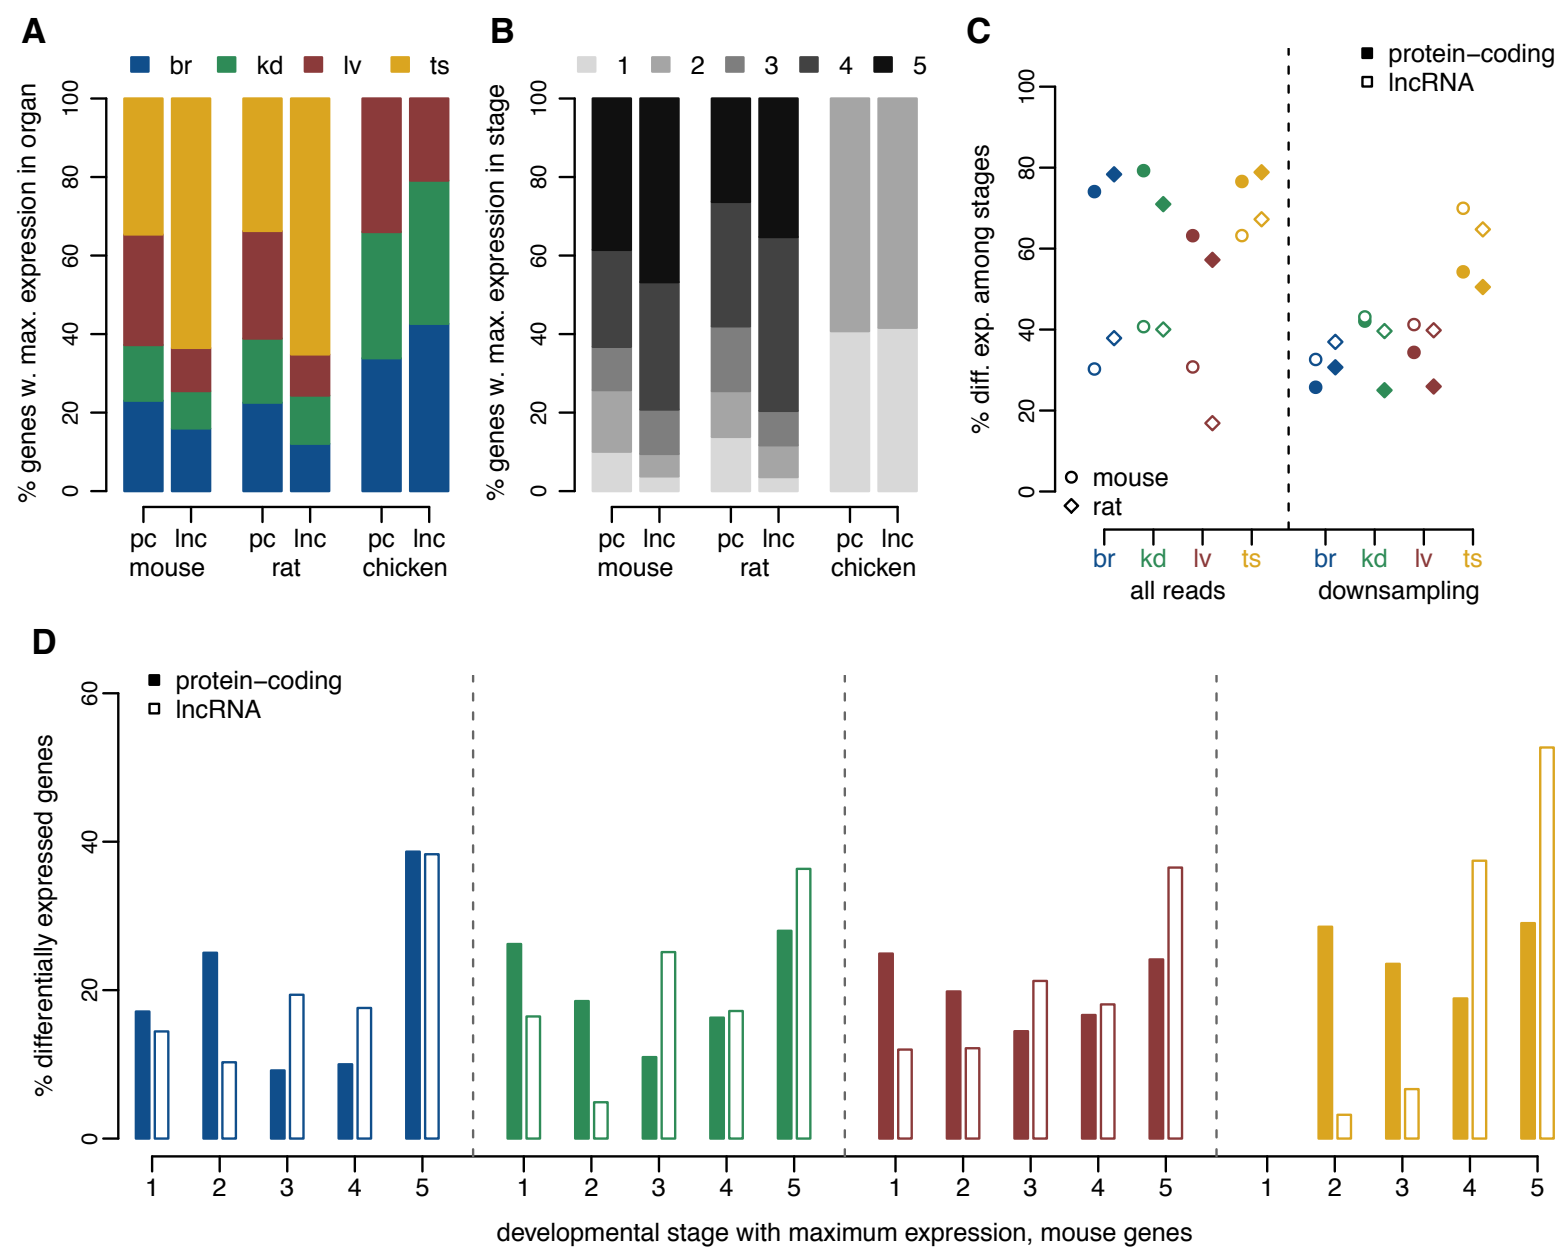 A
br kd lv ts
% genes w. max. expression in organ
100
80
60
40
20
0
pc lnc pc lnc pc lnc
mouse rat chicken
B
1 2 3 4 5
% genes w. max. expression in stage
100
80
60
40
20
0
pc lnc pc lnc pc lnc
mouse rat chicken
C
protein−coding
lncRNA
% diff. exp. among stages
100
80
60
40
20
0
mouse
rat
br kd lv ts br kd lv ts
all reads downsampling
D
protein−coding
lncRNA
% differentially expressed genes
60
40
20
0
1 2 3 4 5 1 2 3 4 5 1 2 3 4 5 1 2 3 4 5
developmental stage with maximum expression, mouse genes